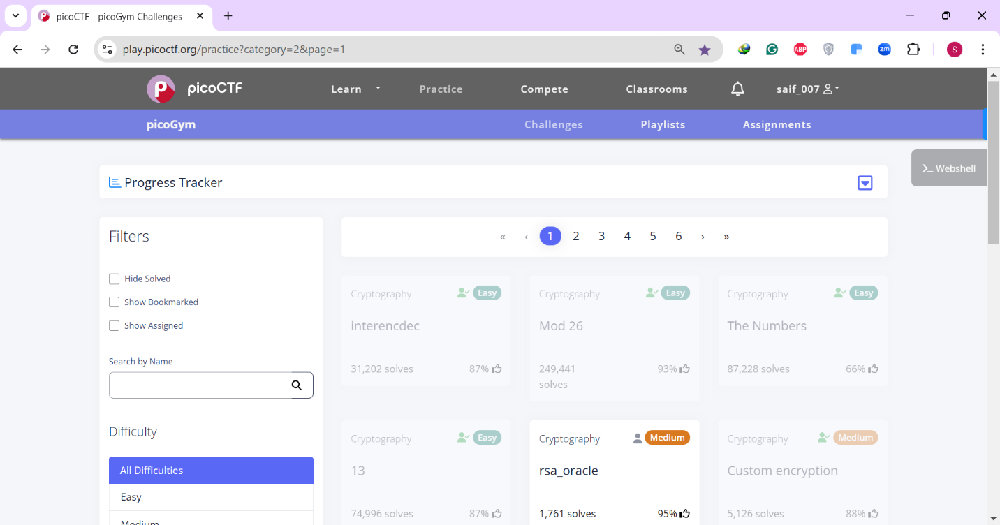 picoCTF - picoGym Challenges
play.picoctf.org/practice?category=2&page=1
ABP
zm
S
picoCTF
Learn
Practice
Compete
Classrooms
saif_007
picoGym
Challenges
Playlists
Assignments
Webshell
Progress Tracker
Filters
Hide Solved
Show Bookmarked
Show Assigned
Search by Name
Difficulty
All Difficulties
Easy
Medium
« ‹ 1 2 3 4 5 6 › »
Cryptography Easy
interencdec
31,202 solves 87%
Cryptography Easy
Mod 26
249,441 93%
solves
Cryptography Easy
The Numbers
87,228 solves 66%
Cryptography Easy
13
74,996 solves 87%
Cryptography Medium
rsa_oracle
1,761 solves 95%
Cryptography Medium
Custom encryption
5,126 solves 88%